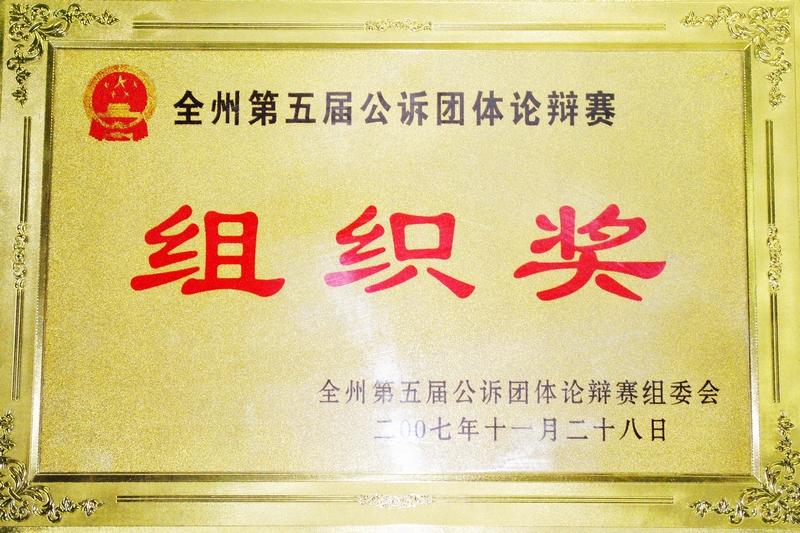 全州第五届公诉团体论辩赛
组织奖
全州第五届公诉团体论辩赛组委会
二00七年十一月二十八日